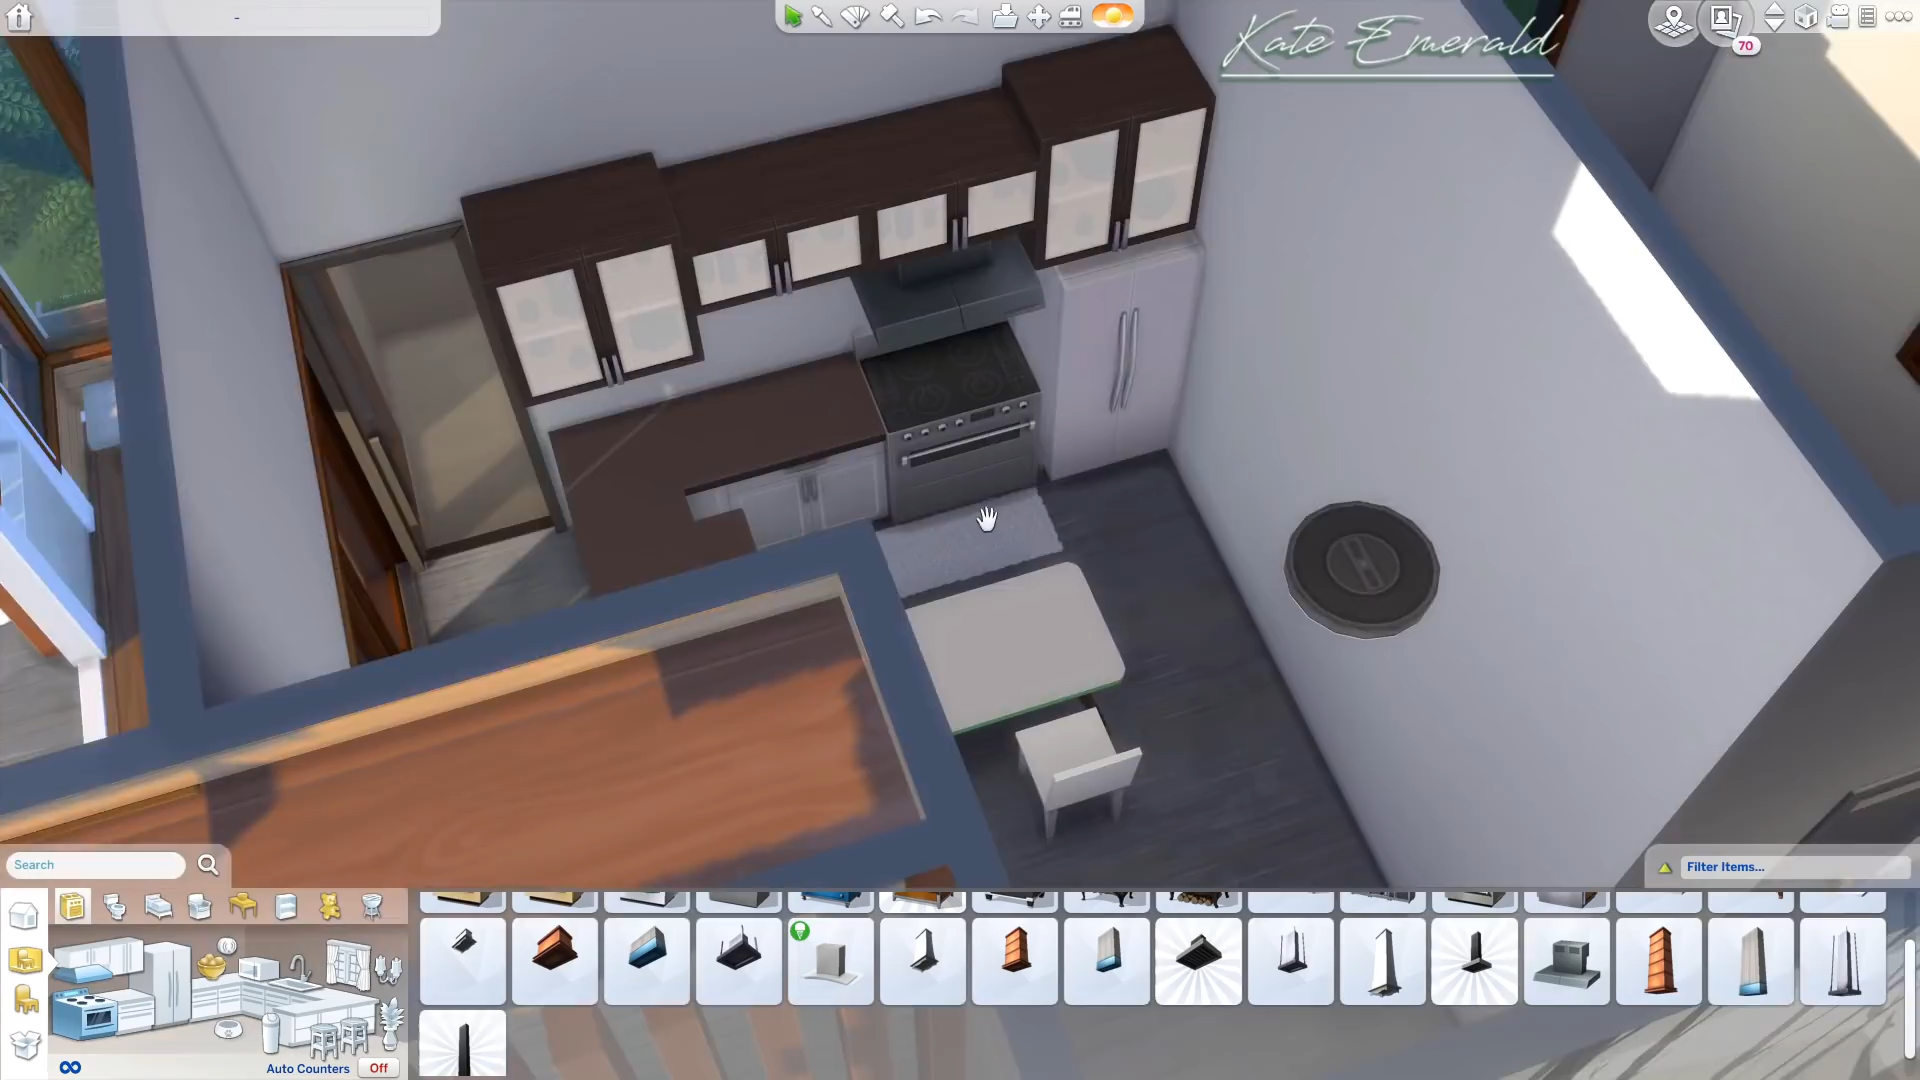 -
Kate Emerald
70
Search
Filter Items...
Auto Counters Off